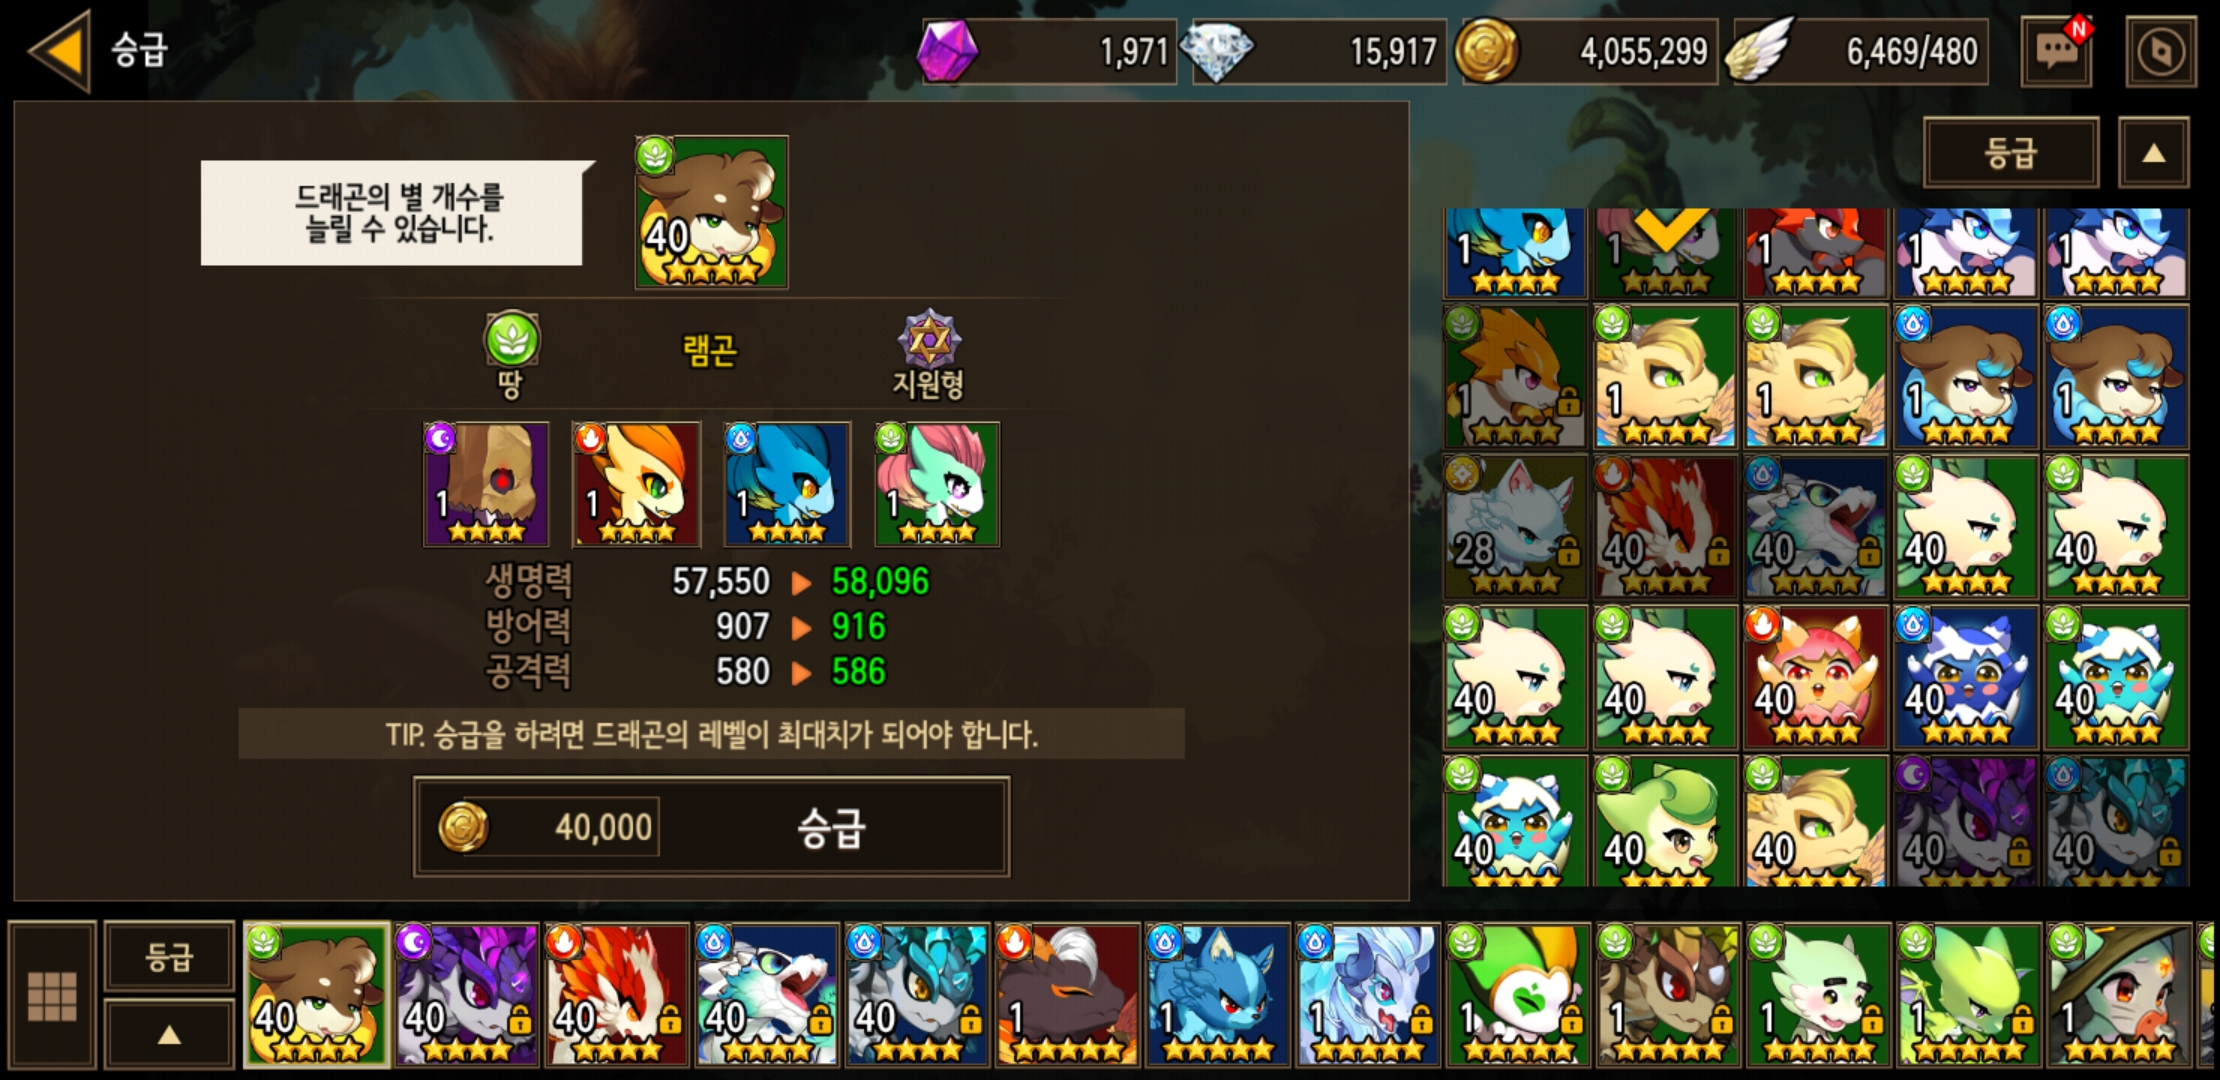 승급
1,971
15,917
4,055,299
6,469/480
N
드래곤의 별 개수를
늘릴 수 있습니다.
40
땅
램곤
지원형
1 1 1 1
생명력 57,550 58,096
방어력 907 916
공격력 580 586
TIP. 승급을 하려면 드래곤의 레벨이 최대치가 되어야 합니다.
40,000 승급
등급
1 1 1 1 1
1 1 1 1 1
28 40 40 40 40
40 40 40 40 40
40 40 40 40 40
등급
40 40 40 40 40 1 1 1 1 1 1 1 1